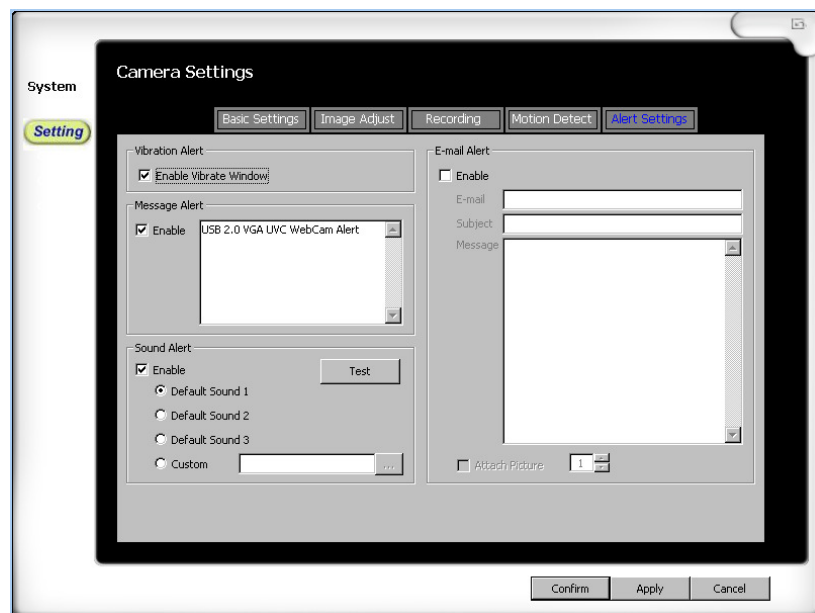 Camera Settings
System
Setting
Basic Settings
Image Adjust
Recording
Motion Detect
Alert Settings
Vibration Alert
Enable Vibrate Window
Message Alert
Enable
USB 2.0 VGA UVC WebCam Alert
Sound Alert
Enable
Test
Default Sound 1
Default Sound 2
Default Sound 3
Custom
...
E-mail Alert
Enable
E-mail
Subject
Message
Attach Picture
1
Confirm
Apply
Cancel